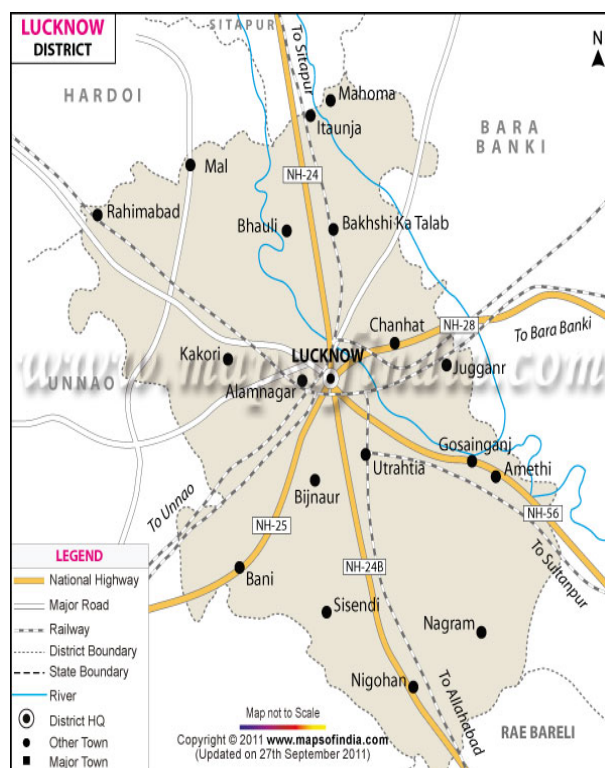 LUCKNOW
DISTRICT
SITAPUR
N
HARDOI
To Sitapur
Mahoma
Itaunja
BARA
BANKI
Mal
NH-24
Rahimabad
Bhauli
Bakhshi Ka Talab
Chanhat
NH-28
To Bara Banki
Kakori
LUCKNOW
www.mapsofindia.com
UNNAO
Alamnagar
Jugganr
Gosainganj
Utrahtia
Amethi
Bijnaur
To Unnao
NH-56
NH-25
To Sultanpur
LEGEND
National Highway
Major Road
Railway
District Boundary
State Boundary
River
District HQ
Other Town
Major Town
Bani
NH-24B
Sisendi
Nagram
Nigohan
To Allahabad
Map not to Scale
RAE BARELI
Copyright © 2011 www.mapsofindia.com
(Updated on 27th September 2011)